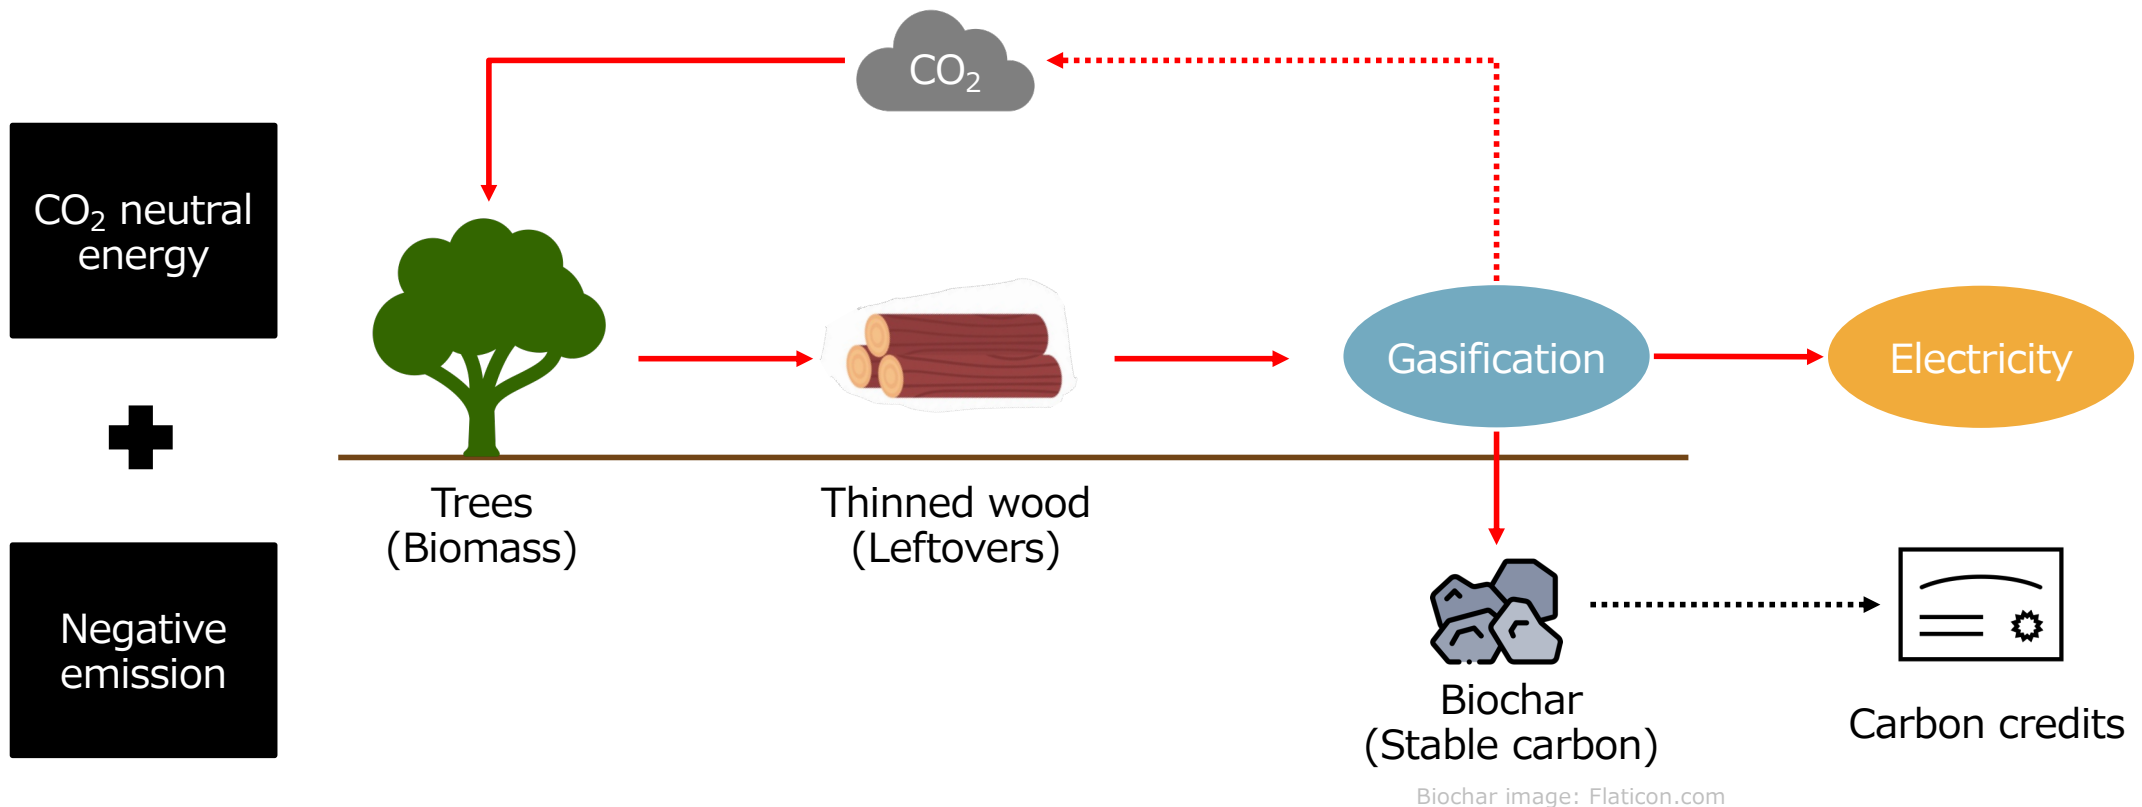 CO₂
CO₂ neutral
energy
Gasification
Electricity
Trees
(Biomass)
Thinned wood
(Leftovers)
Negative
emission
Biochar
(Stable carbon)
Carbon credits
Biochar image: Flaticon.com